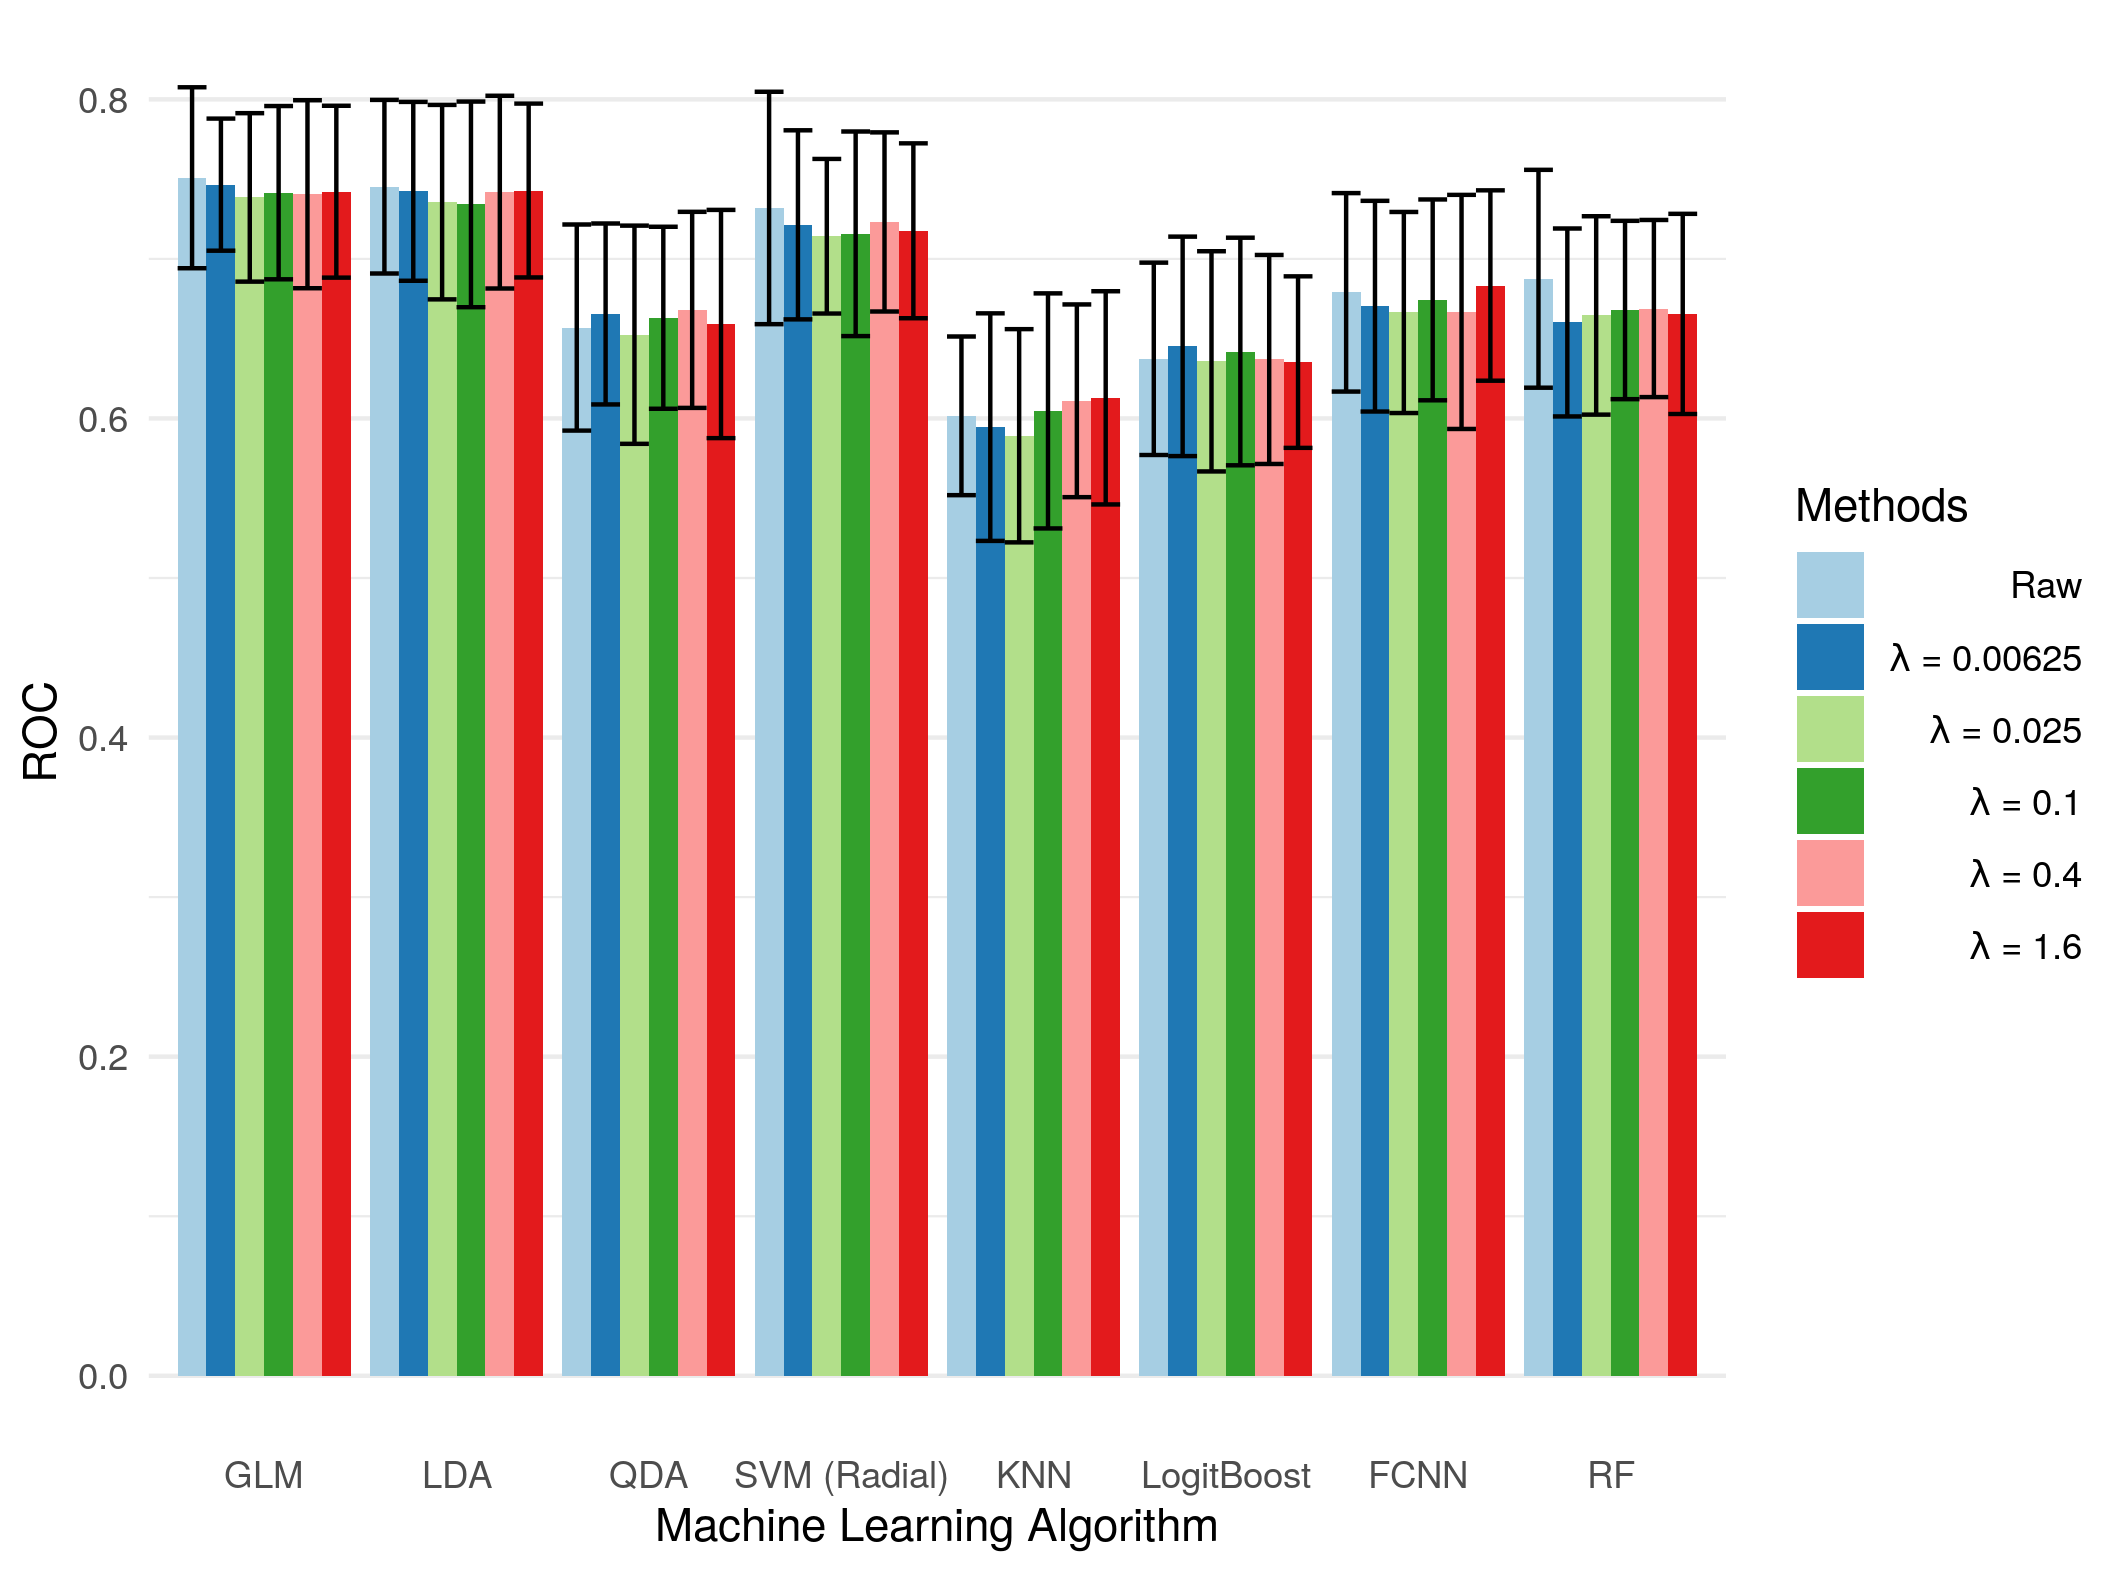 0.8
0.6
0.4
0.2
0.0
ROC
GLM LDA QDA SVM (Radial) KNN LogitBoost FCNN RF
Machine Learning Algorithm
Methods
Raw
λ = 0.00625
λ = 0.025
λ = 0.1
λ = 0.4
λ = 1.6